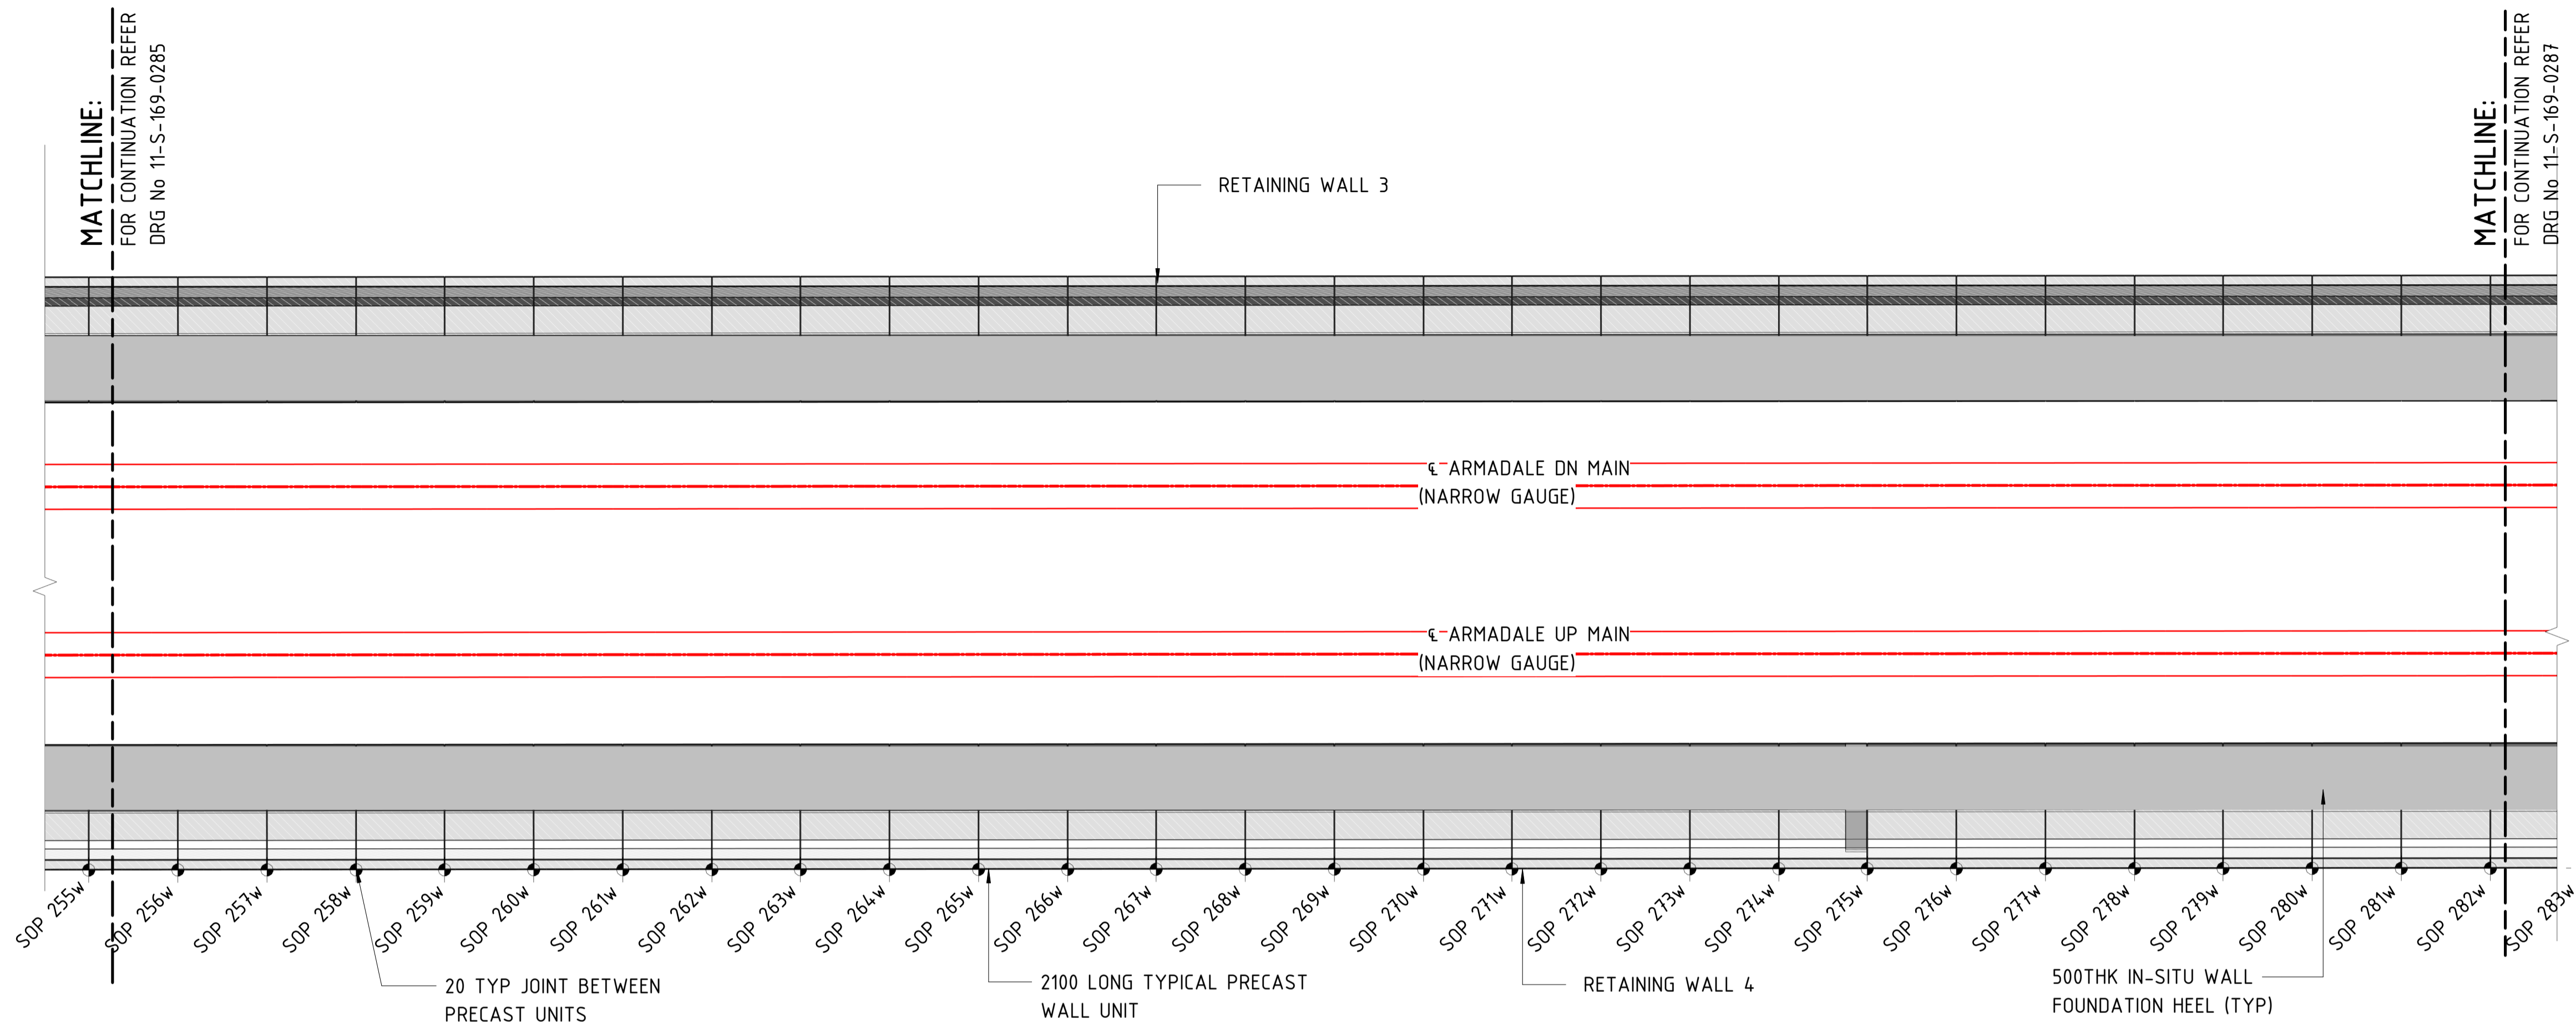 MATCHLINE:
FOR CONTINUATION REFER
DRG No 11-S-169-0285
MATCHLINE:
FOR CONTINUATION REFER
DRG No 11-S-169-0287
RETAINING WALL 3
℄ ARMADALE DN MAIN
(NARROW GAUGE)
℄ ARMADALE UP MAIN
(NARROW GAUGE)
SOP 255w
SOP 256w
SOP 257w
SOP 258w
SOP 259w
SOP 260w
SOP 261w
SOP 262w
SOP 263w
SOP 264w
SOP 265w
SOP 266w
SOP 267w
SOP 268w
SOP 269w
SOP 270w
SOP 271w
SOP 272w
SOP 273w
SOP 274w
SOP 275w
SOP 276w
SOP 277w
SOP 278w
SOP 279w
SOP 280w
SOP 281w
SOP 282w
SOP 283w
20 TYP JOINT BETWEEN
PRECAST UNITS
2100 LONG TYPICAL PRECAST
WALL UNIT
RETAINING WALL 4
500THK IN-SITU WALL
FOUNDATION HEEL (TYP)